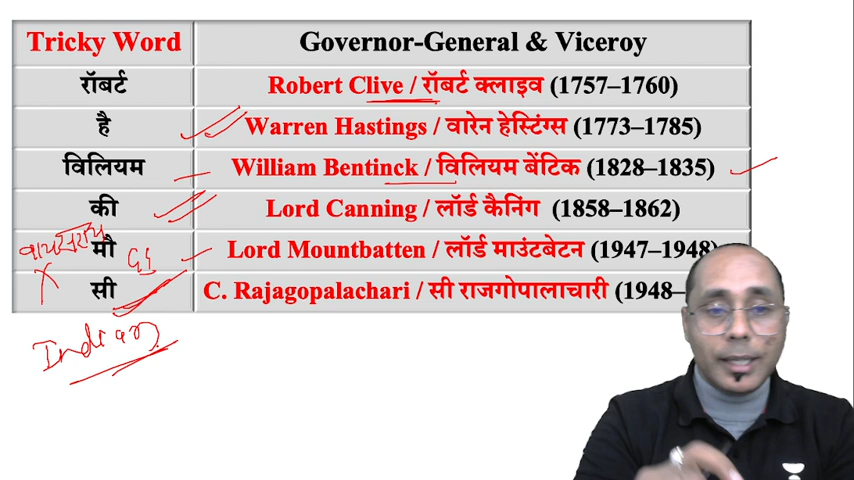 Tricky Word Governor-General & Viceroy
रॉबर्ट Robert Clive / रॉबर्ट क्लाइव (1757–1760)
है Warren Hastings / वारेन हेस्टिंग्स (1773–1785)
विलियम William Bentinck / विलियम बेंटिक (1828–1835)
की Lord Canning / लॉर्ड कैनिंग (1858–1862)
वायसराय
मौ Lord Mountbatten / लॉर्ड माउंटबेटन (1947–1948)
सी C. Rajagopalachari / सी राजगोपालाचारी (1948–
Indian